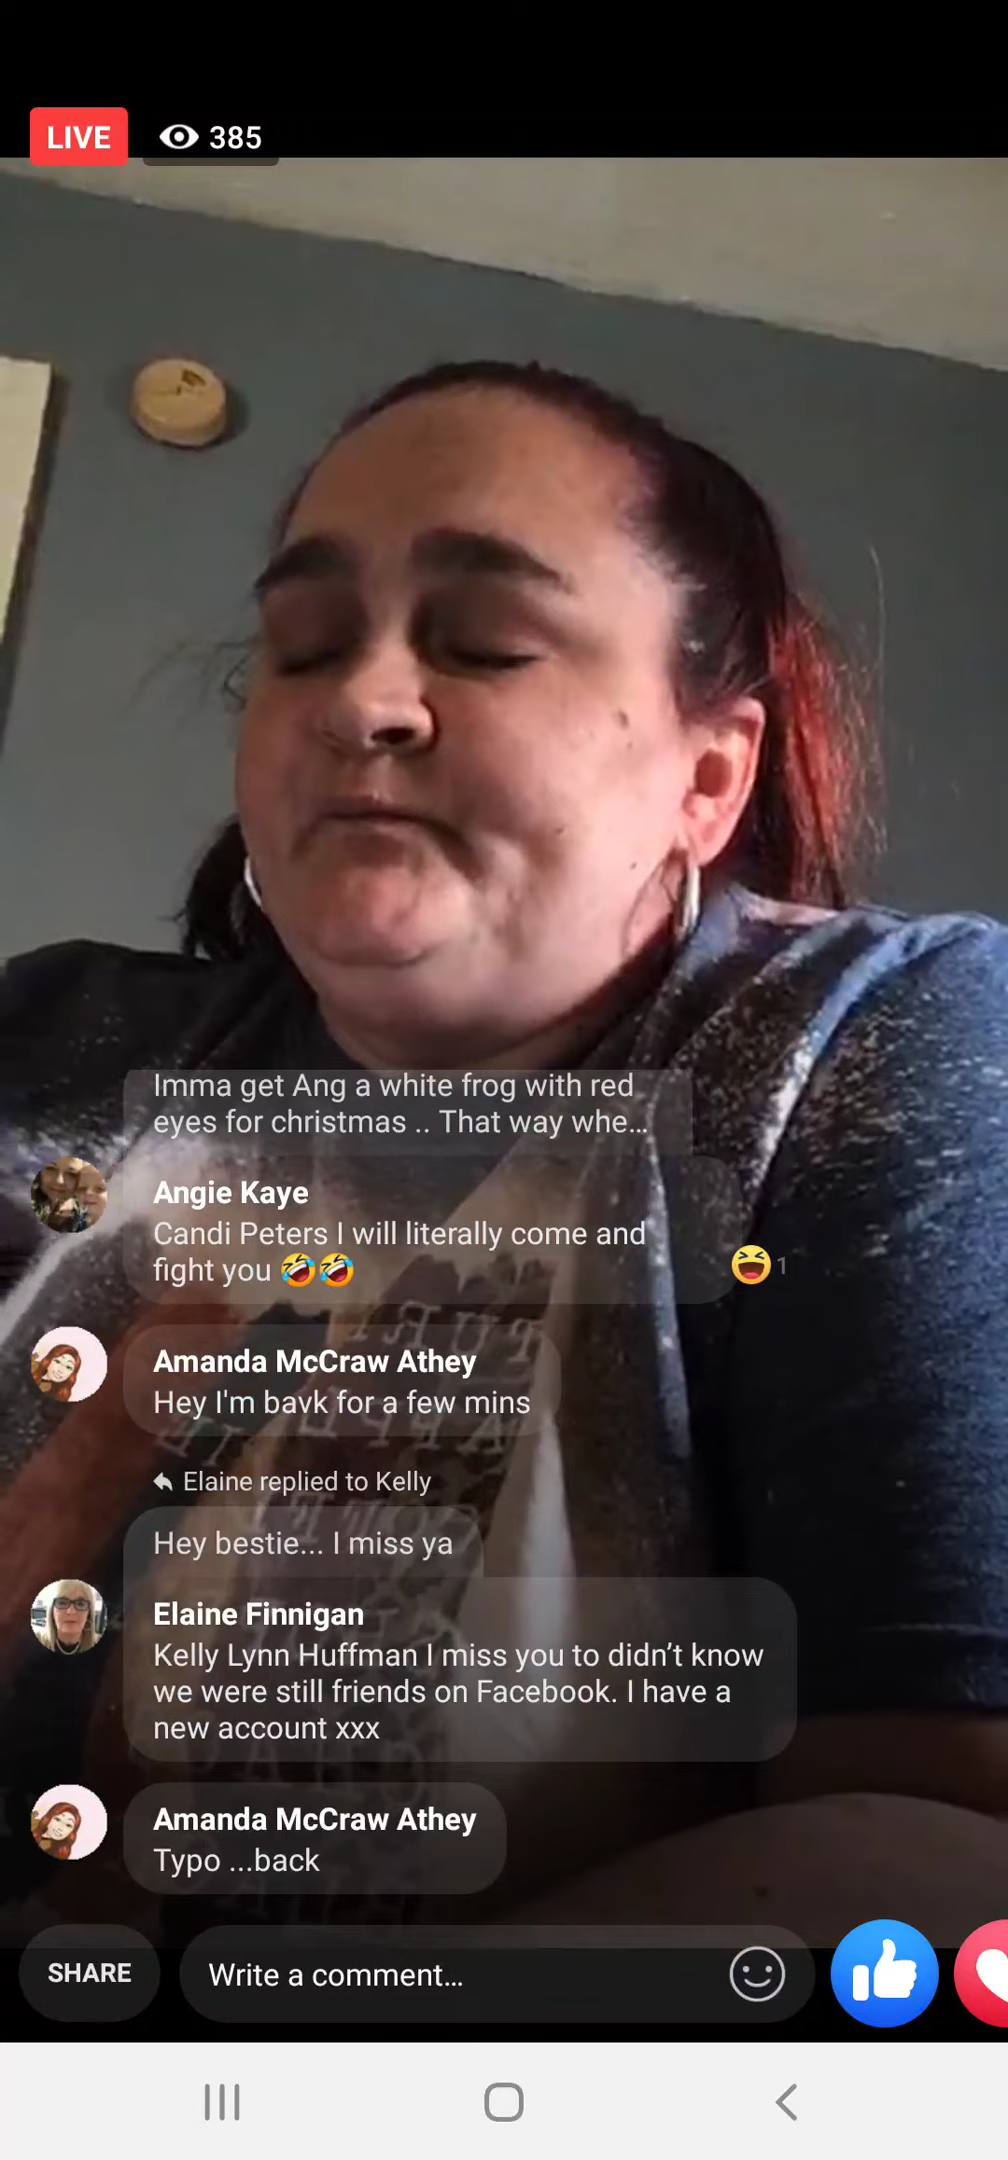 LIVE 385
Imma get Ang a white frog with red
eyes for christmas .. That way whe...
Angie Kaye
Candi Peters I will literally come and
fight you 🤣🤣
😆 1
Amanda McCraw Athey
Hey I'm bavk for a few mins
Elaine replied to Kelly
Hey bestie... I miss ya
Elaine Finnigan
Kelly Lynn Huffman I miss you to didn’t know
we were still friends on Facebook. I have a
new account xxx
Amanda McCraw Athey
Typo ...back
SHARE
Write a comment...